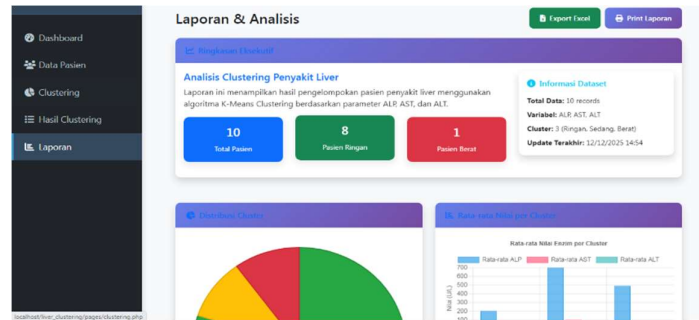 Laporan & Analisis
Export Excel
Print Laporan
Dashboard
Data Pasien
Clustering
Hasil Clustering
Laporan
Ringkasan Eksekutif
Analisis Clustering Penyakit Liver
Laporan ini menampilkan hasil pengelompokan pasien penyakit liver menggunakan
algoritma K-Means Clustering berdasarkan parameter ALP, AST, dan ALT.
10
Total Pasien
8
Pasien Ringan
1
Pasien Berat
Informasi Dataset
Total Data: 10 records
Variabel: ALP, AST, ALT
Cluster: 3 (Ringan, Sedang, Berat)
Update Terakhir: 12/12/2025 14:54
Distribusi Cluster
Rata-rata Nilai per Cluster
Rata-rata Nilai Enzim per Cluster
Rata-rata ALP
Rata-rata AST
Rata-rata ALT
Nilai (U/L)
700
600
500
400
300
200
100
localhost/liver_clustering/pages/clustering.php